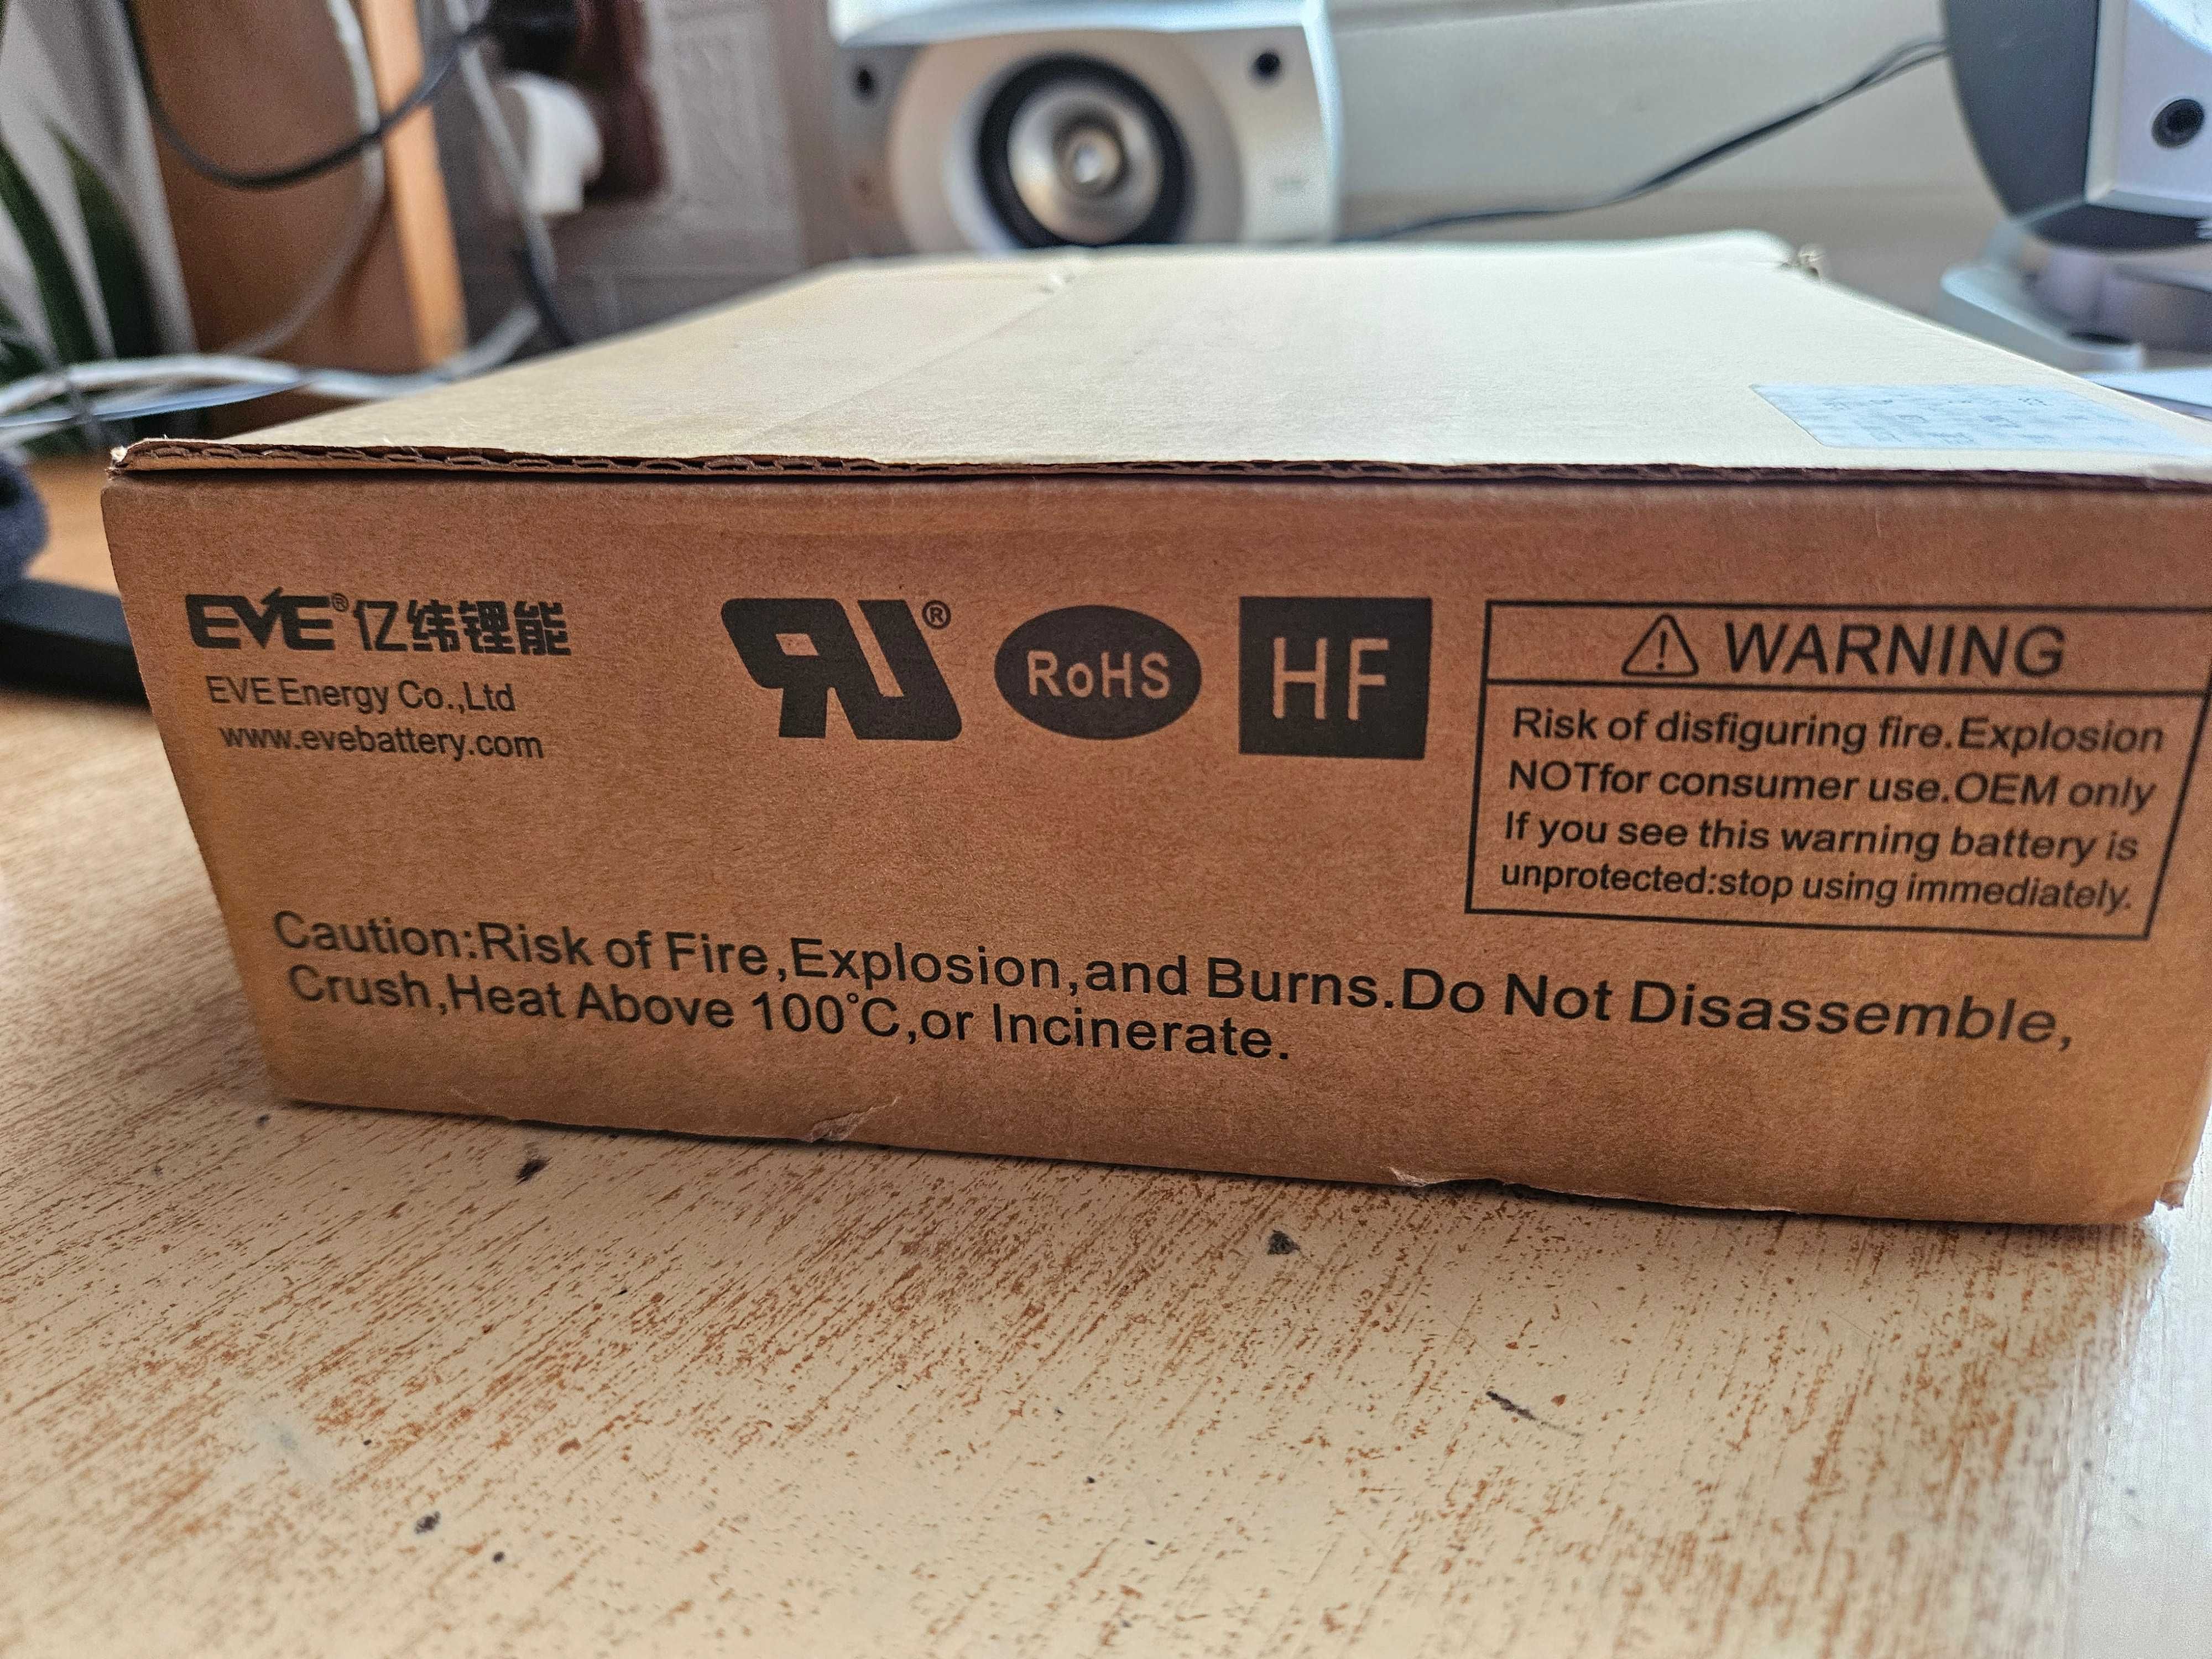 EVE® 亿纬锂能
EVE Energy Co.,Ltd
www.evebattery.com
RU®
RoHS
HF
WARNING
Risk of disfiguring fire.Explosion
NOTfor consumer use.OEM only
If you see this warning battery is
unprotected:stop using immediately.
Caution:Risk of Fire,Explosion,and Burns.Do Not Disassemble,
Crush,Heat Above 100°C,or Incinerate.